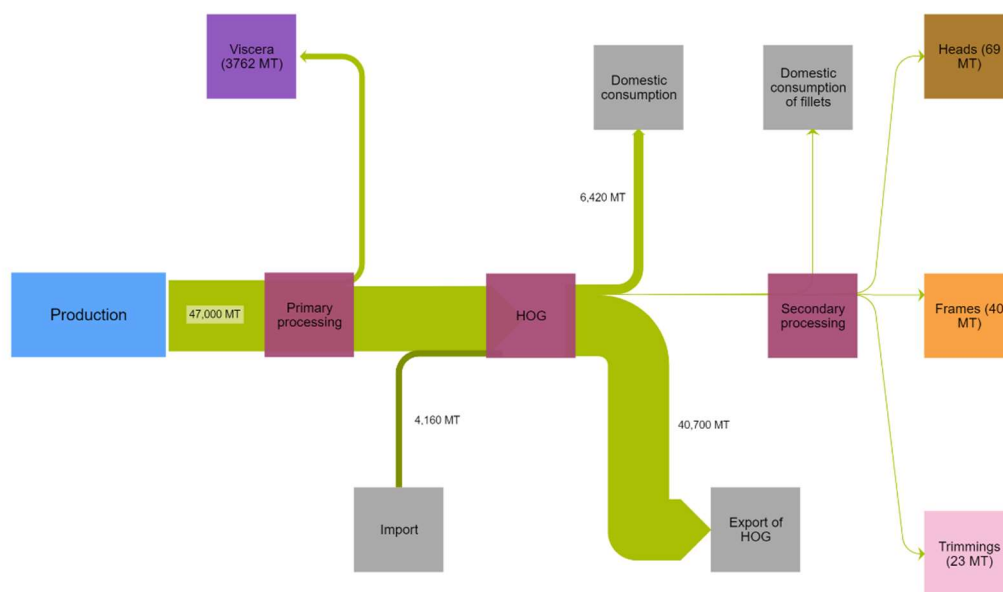 Viscera
(3762 MT)
Domestic
consumption
Domestic
consumption
of fillets
Heads (69
MT)
6,420 MT
Production
47,000 MT
Primary
processing
HOG
Secondary
processing
Frames (40
MT)
4,160 MT
40,700 MT
Import
Export of
HOG
Trimmings
(23 MT)